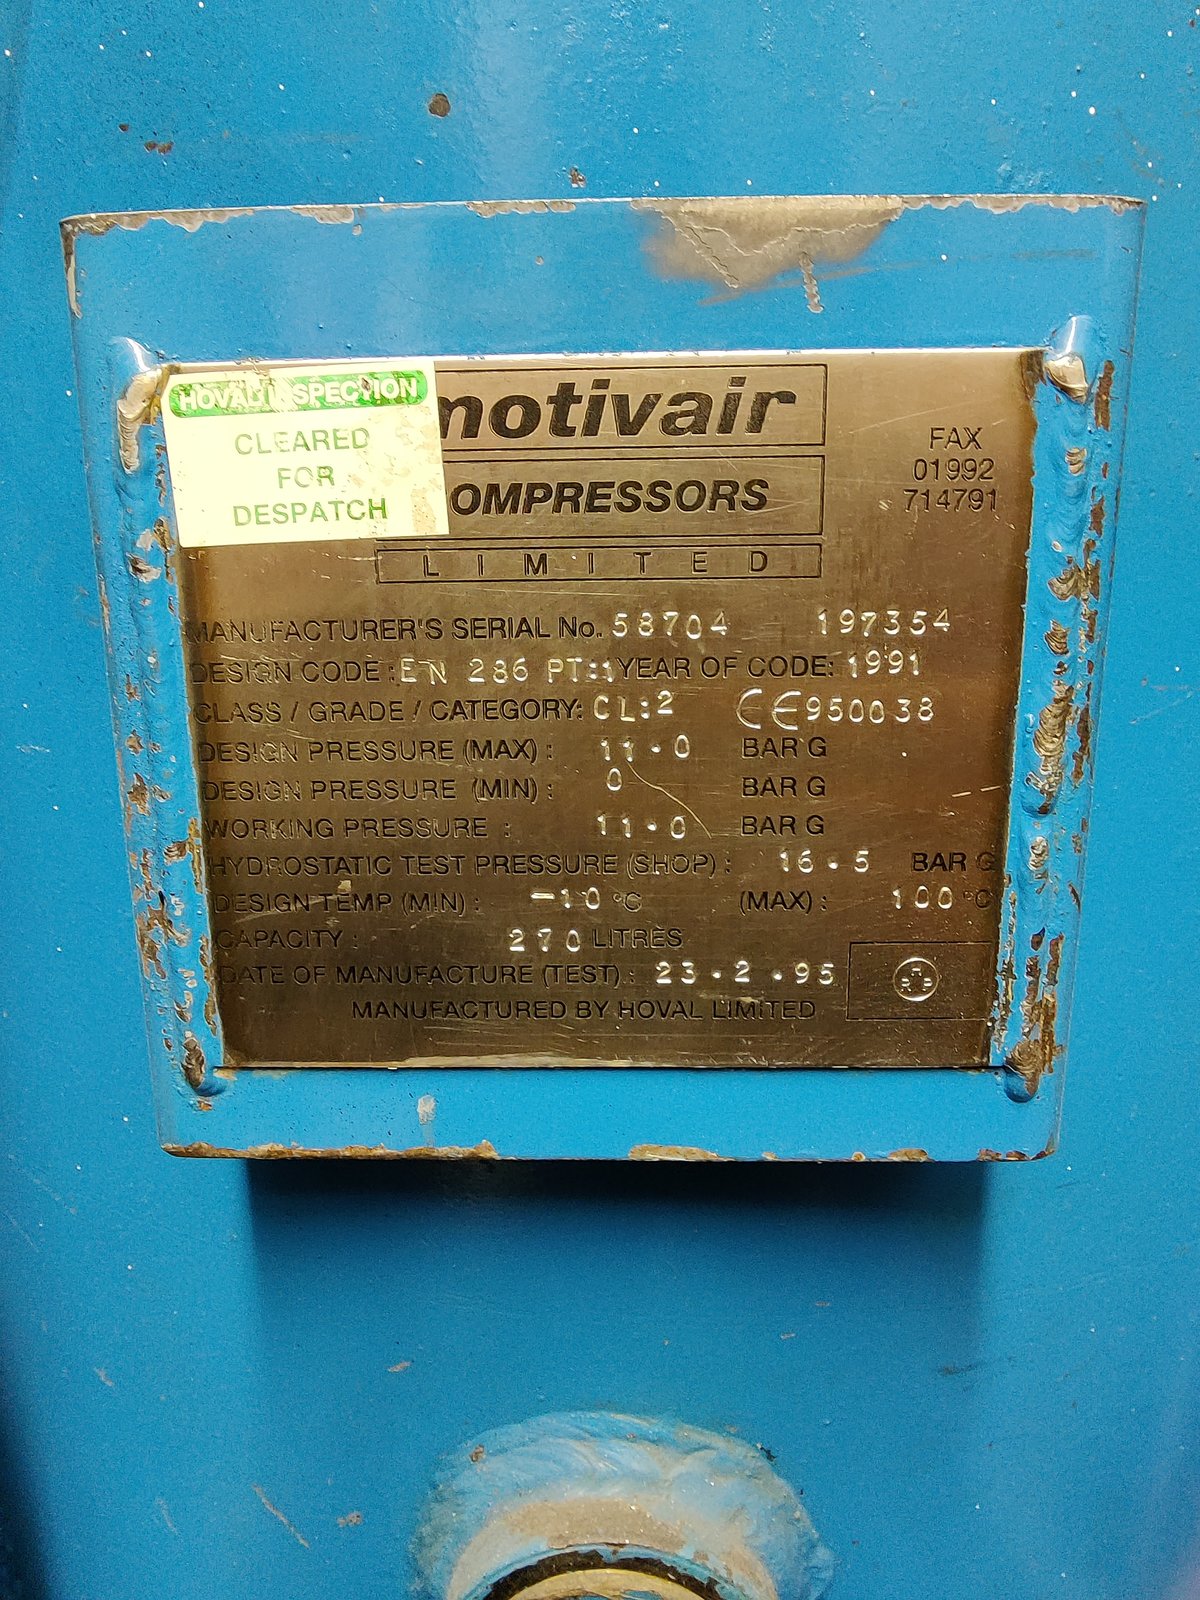 HOVAL INSPECTION
CLEARED
FOR
DESPATCH
motivair
COMPRESSORS
LIMITED
FAX
01992
714791
MANUFACTURER'S SERIAL No. 58704 197354
DESIGN CODE: EN 286 PT:1 YEAR OF CODE: 1991
CLASS / GRADE / CATEGORY: CL:2 CE950038
DESIGN PRESSURE (MAX) : 11.0 BAR G
DESIGN PRESSURE (MIN) : 0 BAR G
WORKING PRESSURE : 11.0 BAR G
HYDROSTATIC TEST PRESSURE (SHOP) : 16.5 BAR G
DESIGN TEMP (MIN) : -10 °C (MAX) : 100 °C
CAPACITY : 270 LITRES
DATE OF MANUFACTURE (TEST) : 23.2.95
MANUFACTURED BY HOVAL LIMITED